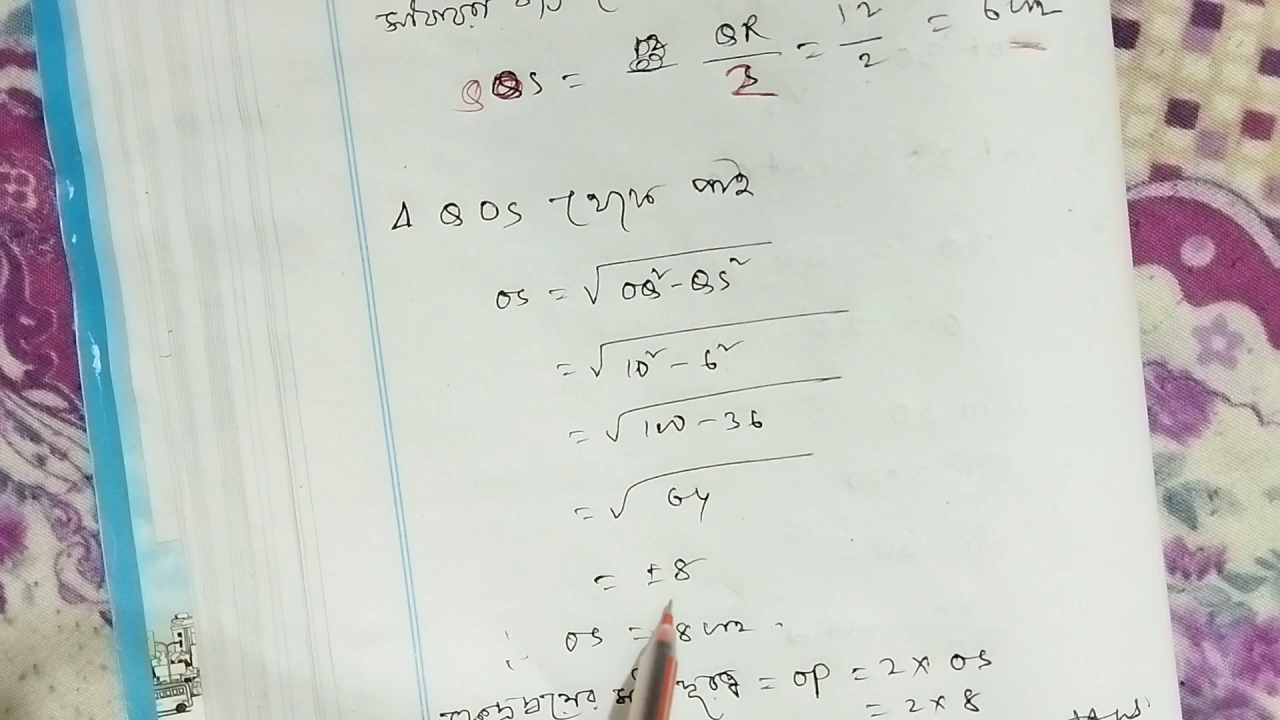 QS = QR/2 = 12/2 = 6 cm
Δ QOS থেকে পাই
OS = √(OQ² - QS²)
= √(10² - 6²)
= √(100 - 36)
= √64
= ±8
∴ OS = 8 cm.
দূরত্ব = OP = 2 × OS
= 2 × 8